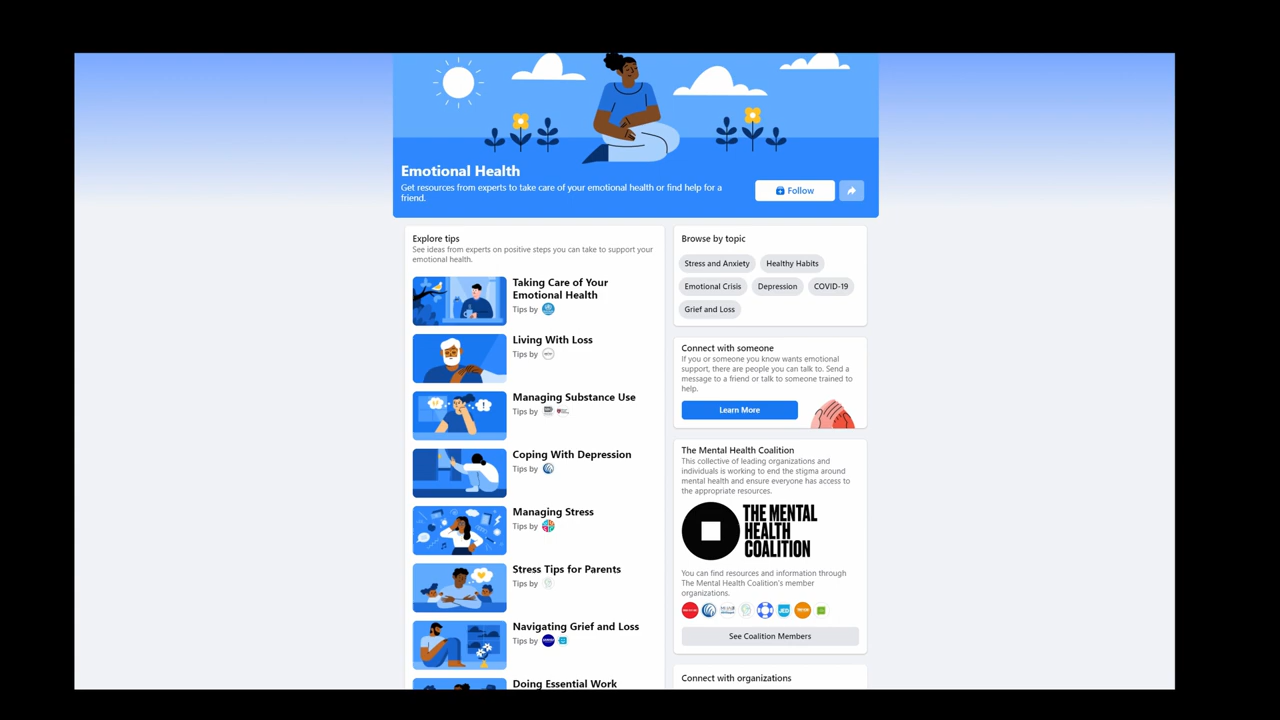 Emotional Health
Get resources from experts to take care of your emotional health or find help for a
friend.
Follow
Explore tips
See ideas from experts on positive steps you can take to support your
emotional health.
Taking Care of Your
Emotional Health
Tips by
Living With Loss
Tips by
Managing Substance Use
Tips by
Coping With Depression
Tips by
Managing Stress
Tips by
Stress Tips for Parents
Tips by
Navigating Grief and Loss
Tips by
Doing Essential Work
Browse by topic
Stress and Anxiety
Healthy Habits
Emotional Crisis
Depression
COVID-19
Grief and Loss
Connect with someone
If you or someone you know wants emotional
support, there are people you can talk to. Send a
message to a friend or talk to someone trained to
help.
Learn More
The Mental Health Coalition
This collective of leading organizations and
individuals is working to end the stigma around
mental health and ensure everyone has access to
the appropriate resources.
THE MENTAL
HEALTH
COALITION
You can find resources and information through
The Mental Health Coalition's member
organizations.
JED
See Coalition Members
Connect with organizations